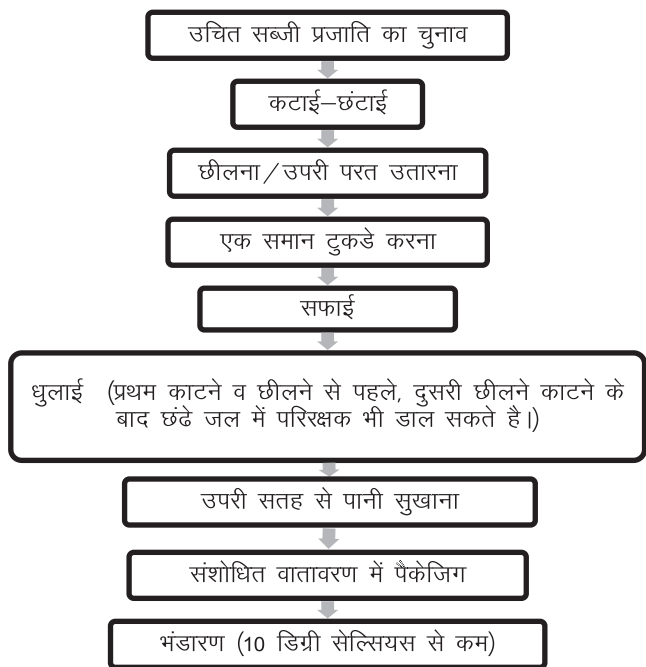 उचित सब्जी प्रजाति का चुनाव
कटाई–छंटाई
छीलना/उपरी परत उतारना
एक समान टुकडे करना
सफाई
धुलाई (प्रथम काटने व छीलने से पहले, दुसरी छीलने काटने के
बाद छंढे जल में परिरक्षक भी डाल सकते है।)
उपरी सतह से पानी सुखाना
संशोधित वातावरण में पैकेजिग
भंडारण (10 डिग्री सेल्सियस से कम)